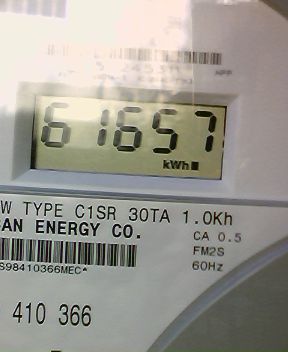 61657
kWh
W TYPE C1SR 30TA 1.0Kh
AN ENERGY CO.
CA 0.5
FM2S
S98410366MEC*
60Hz
410 366